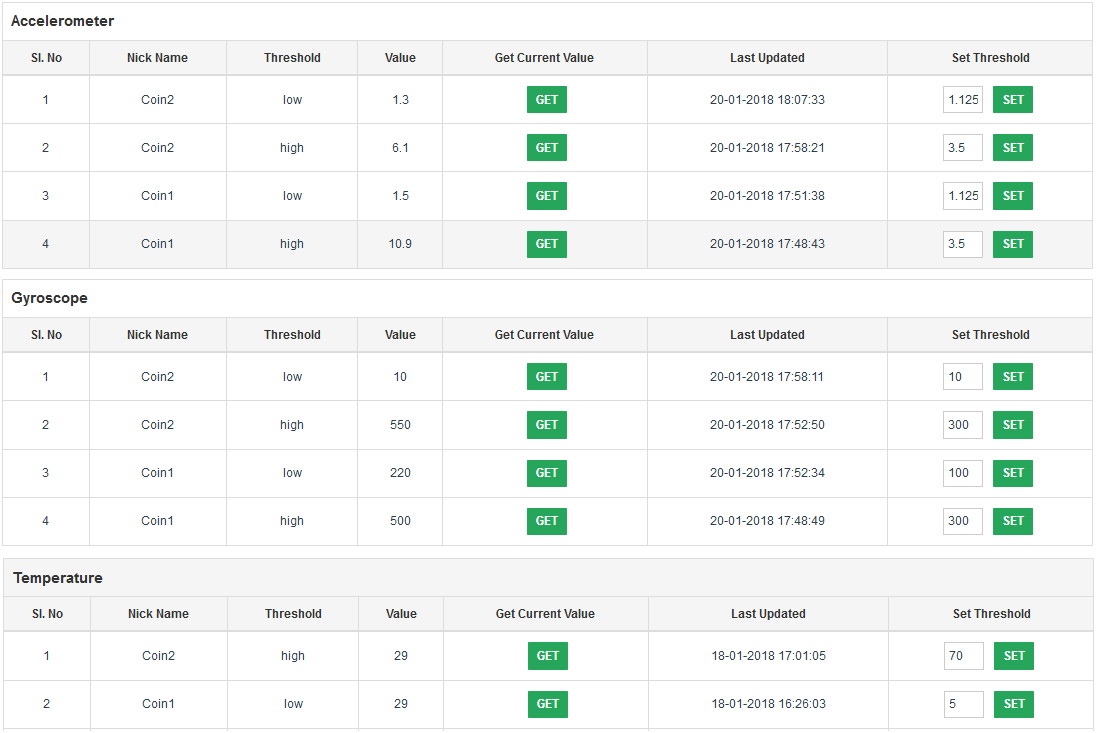 Accelerometer
Sl. No Nick Name Threshold Value Get Current Value Last Updated Set Threshold
1 Coin2 low 1.3 GET 20-01-2018 18:07:33 1.125 SET
2 Coin2 high 6.1 GET 20-01-2018 17:58:21 3.5 SET
3 Coin1 low 1.5 GET 20-01-2018 17:51:38 1.125 SET
4 Coin1 high 10.9 GET 20-01-2018 17:48:43 3.5 SET
Gyroscope
Sl. No Nick Name Threshold Value Get Current Value Last Updated Set Threshold
1 Coin2 low 10 GET 20-01-2018 17:58:11 10 SET
2 Coin2 high 550 GET 20-01-2018 17:52:50 300 SET
3 Coin1 low 220 GET 20-01-2018 17:52:34 100 SET
4 Coin1 high 500 GET 20-01-2018 17:48:49 300 SET
Temperature
Sl. No Nick Name Threshold Value Get Current Value Last Updated Set Threshold
1 Coin2 high 29 GET 18-01-2018 17:01:05 70 SET
2 Coin1 low 29 GET 18-01-2018 16:26:03 5 SET